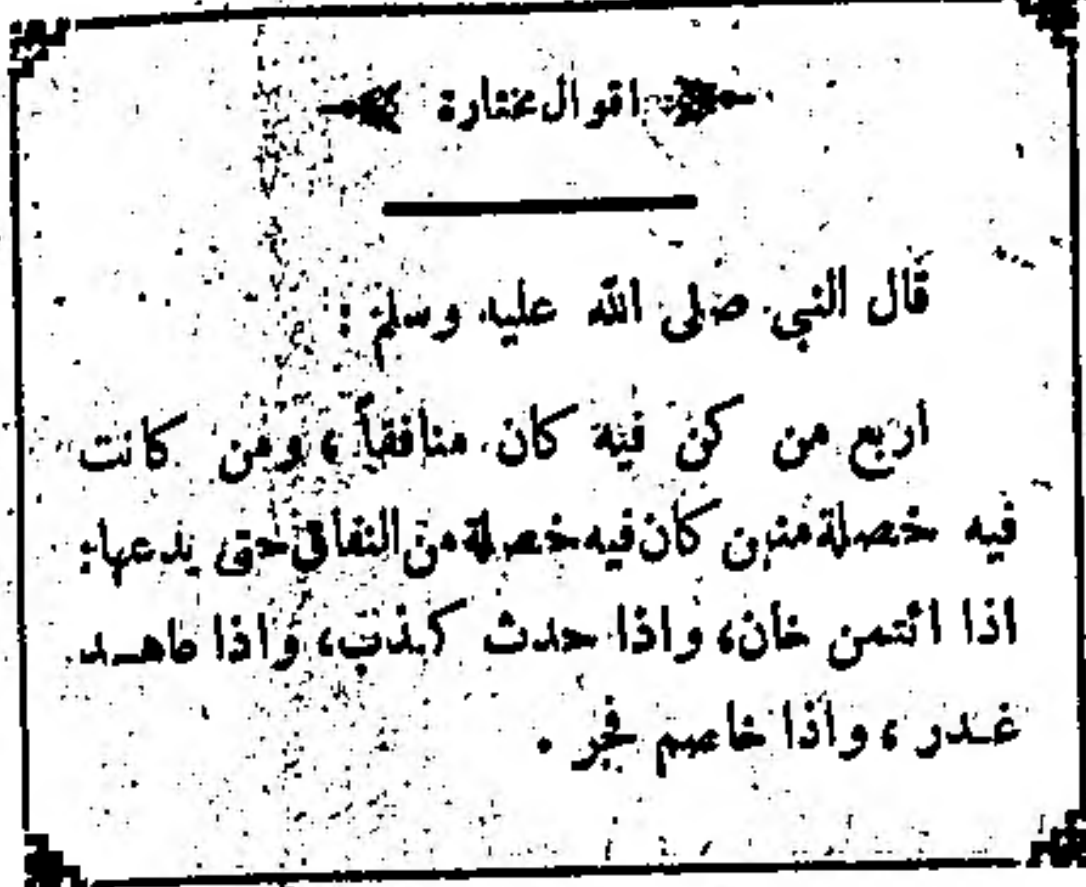 اقوال مختارة
قال النبي صلى الله عليه وسلم :
اربع من كن فيه كان منافقاً ، ومن كانت
فيه خصلة منهن كان فيه خصلة من النفاق حتى يدعها :
اذا ائتمن خان ، واذا حدث كذب ، واذا عاهد
غدر ، واذا خاصم فجر .